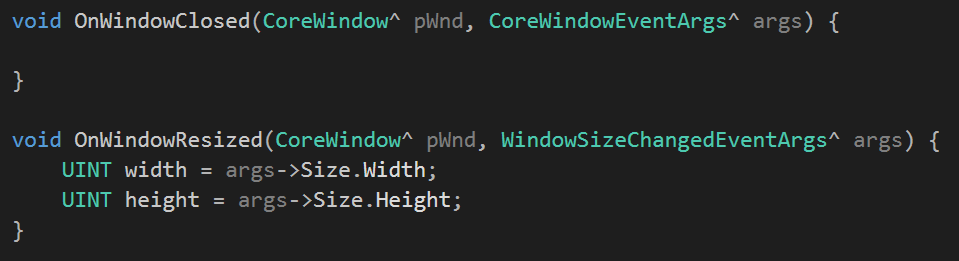 void OnWindowClosed(CoreWindow^ pWnd, CoreWindowEventArgs^ args) {
}
void OnWindowResized(CoreWindow^ pWnd, WindowSizeChangedEventArgs^ args) {
UINT width = args->Size.Width;
UINT height = args->Size.Height;
}